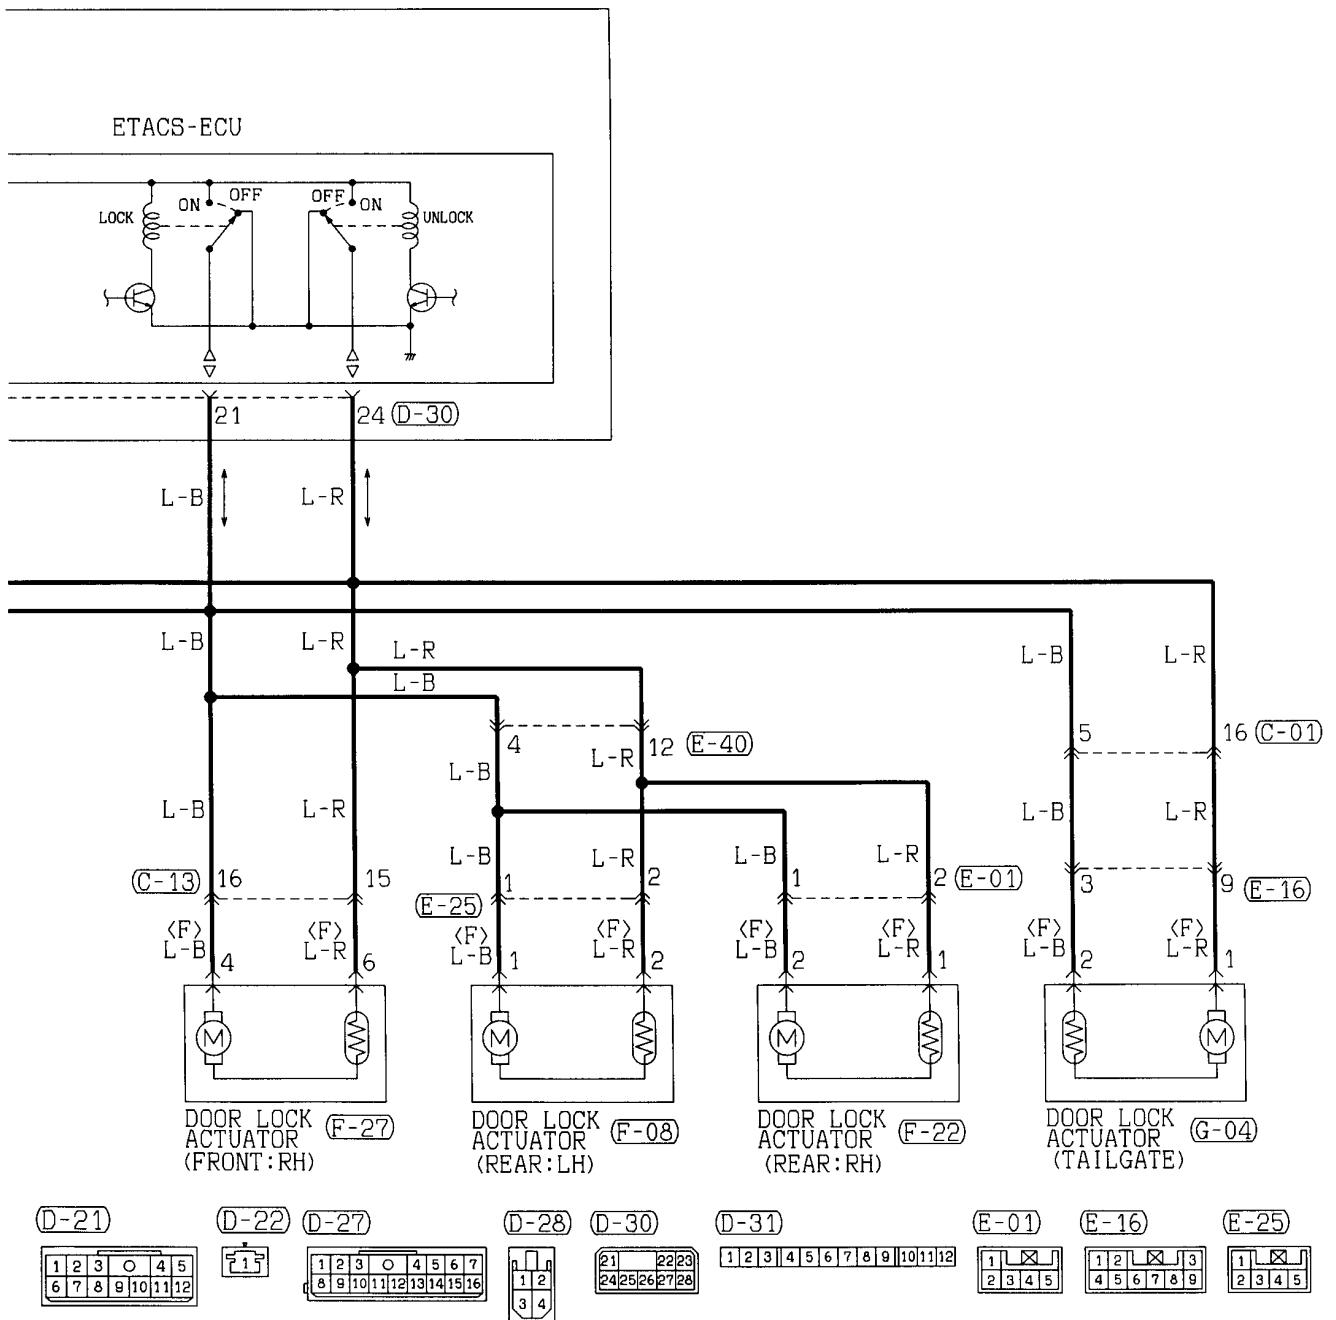 ETACS-ECU
ON OFF OFF ON
LOCK UNLOCK
21 24 D-30
L-B L-R
L-B L-R L-R L-B L-R
L-B
5 16 C-01
4 12 E-40
L-B L-R
L-B L-R L-B L-R
L-B L-R L-B L-R
C-13 16 15 1 2 1 2 E-01 3 9 E-16
E-25
<F> <F> <F> <F> <F> <F> <F> <F>
L-B L-R L-B L-R L-B L-R L-B L-R
4 6 1 2 2 1 2 1
M M M M
DOOR LOCK ACTUATOR (FRONT:RH) F-27
DOOR LOCK ACTUATOR (REAR:LH) F-08
DOOR LOCK ACTUATOR (REAR:RH) F-22
DOOR LOCK ACTUATOR (TAILGATE) G-04
D-21 D-22 D-27 D-28 D-30 D-31 E-01 E-16 E-25
1 2 3 4 5
6 7 8 9 10 11 12
1
1 2 3 4 5 6 7
8 9 10 11 12 13 14 15 16
1 2
3 4
21 22 23
24 25 26 27 28
1 2 3 4 5 6 7 8 9 10 11 12
1
2 3 4 5
1 2 3
4 5 6 7 8 9
1
2 3 4 5